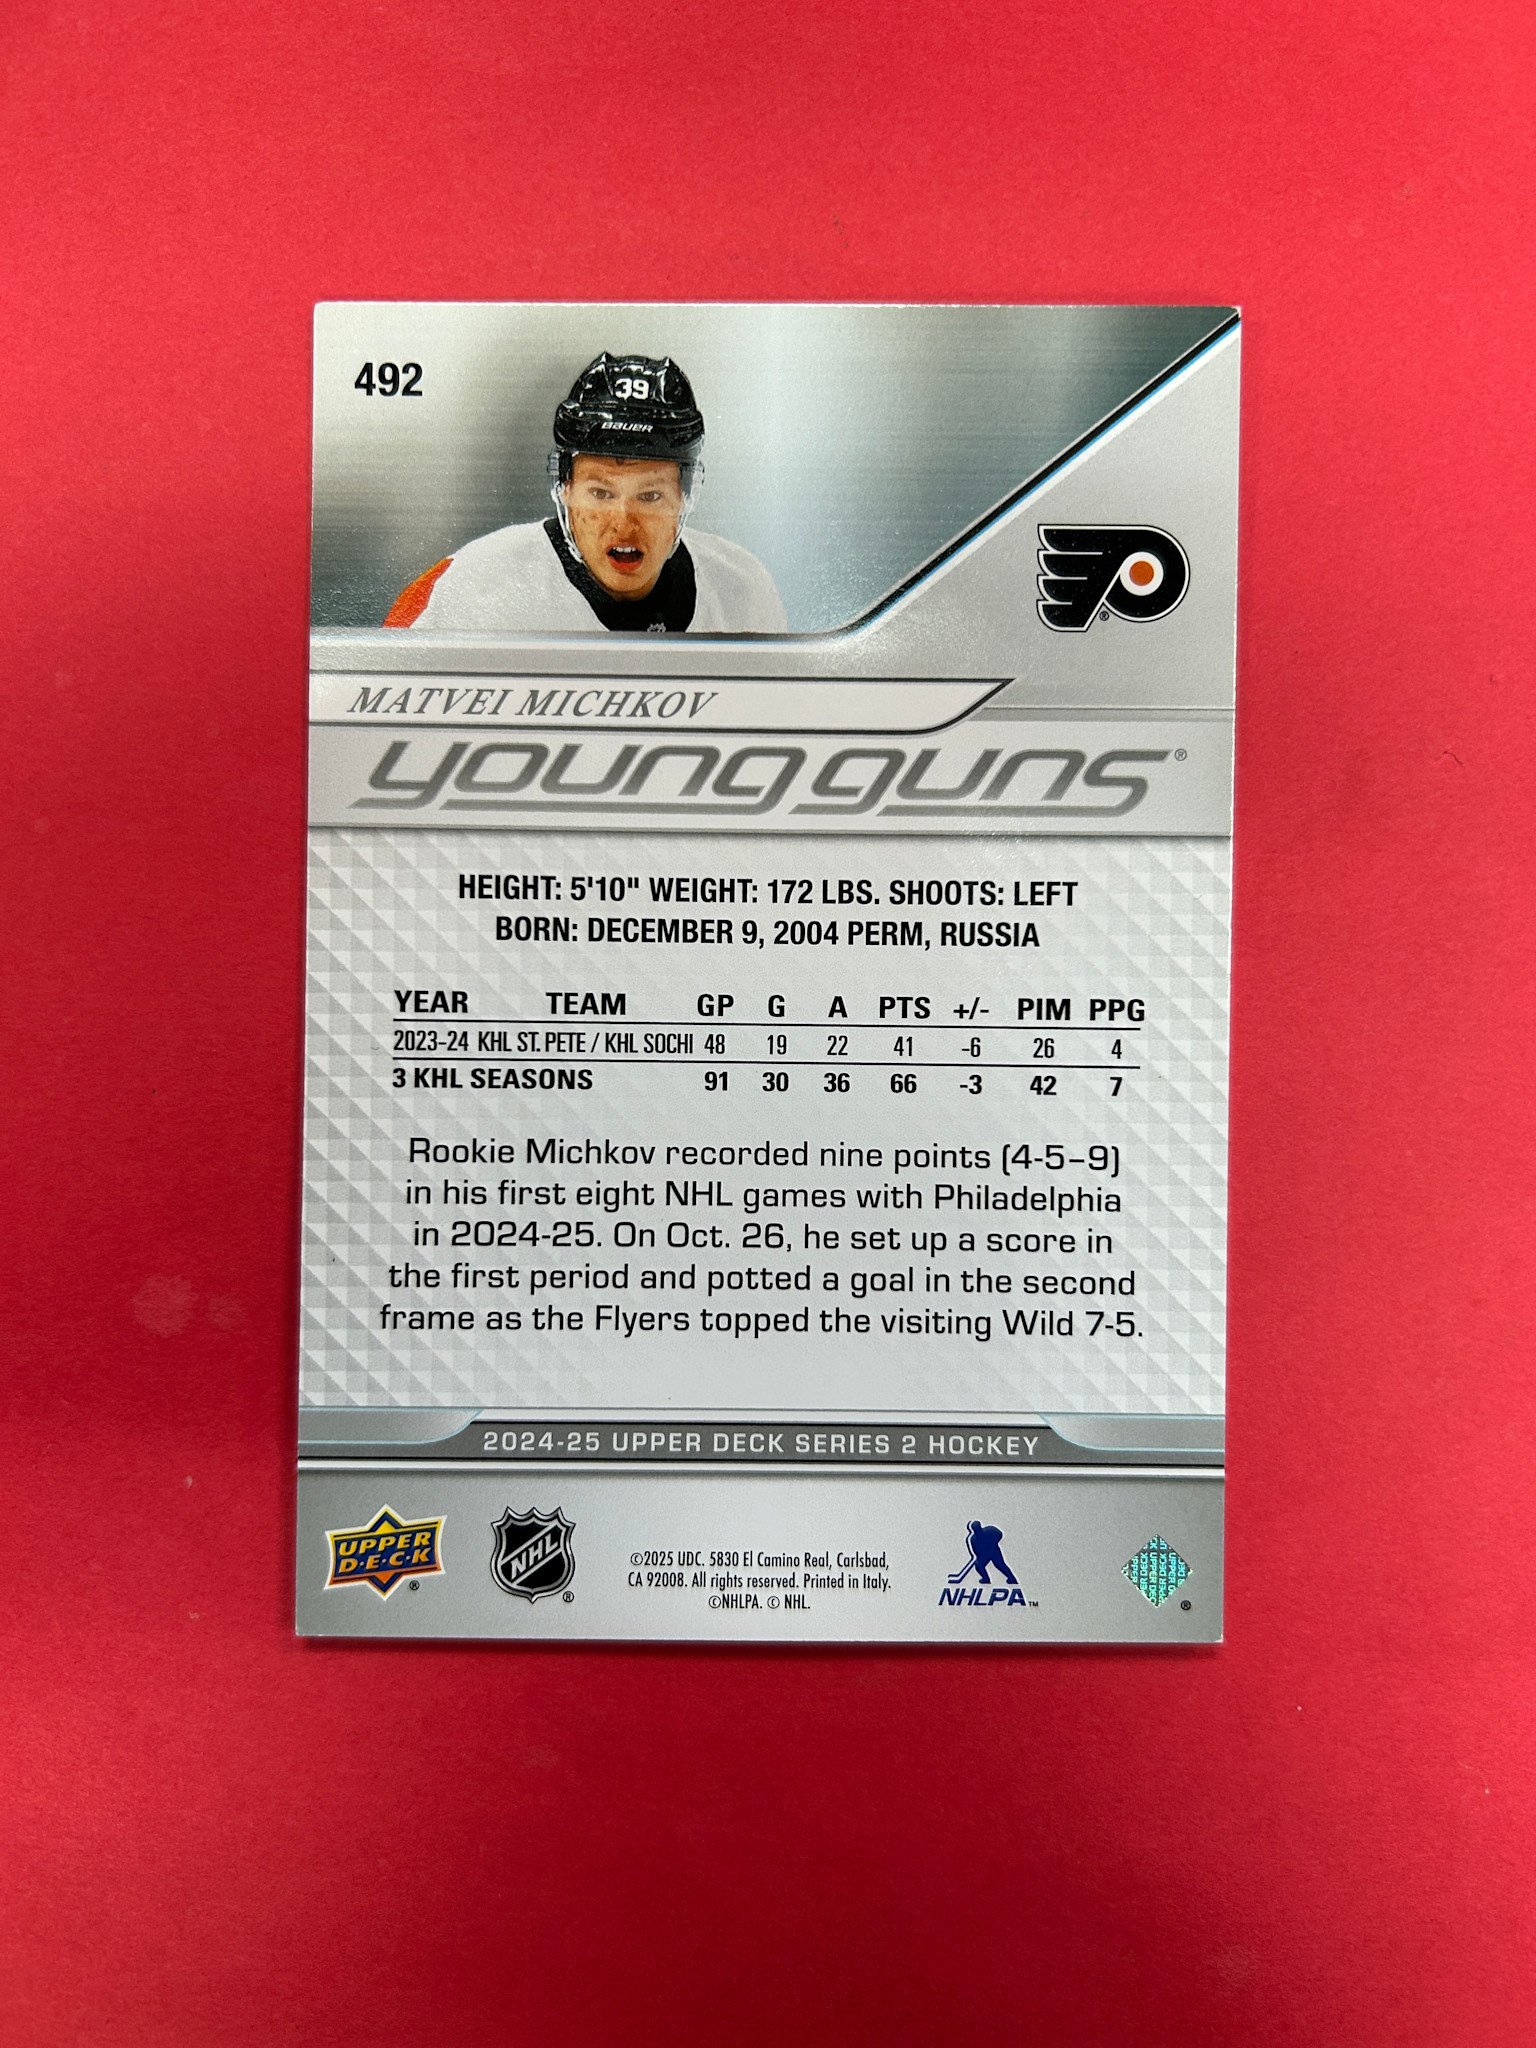 492
39
BAUER
P
®
MATVEI MICHKOV
young guns®
HEIGHT: 5'10" WEIGHT: 172 LBS. SHOOTS: LEFT
BORN: DECEMBER 9, 2004 PERM, RUSSIA
YEAR TEAM GP G A PTS +/- PIM PPG
2023-24 KHL ST. PETE / KHL SOCHI 48 19 22 41 -6 26 4
3 KHL SEASONS 91 30 36 66 -3 42 7
Rookie Michkov recorded nine points (4-5–9)
in his first eight NHL games with Philadelphia
in 2024-25. On Oct. 26, he set up a score in
the first period and potted a goal in the second
frame as the Flyers topped the visiting Wild 7-5.
2024-25 UPPER DECK SERIES 2 HOCKEY
UPPER
D•E•C•K®
NHL®
©2025 UDC. 5830 El Camino Real, Carlsbad,
CA 92008. All rights reserved. Printed in Italy.
©NHLPA. © NHL.
NHLPA™
UPPER DECK
®